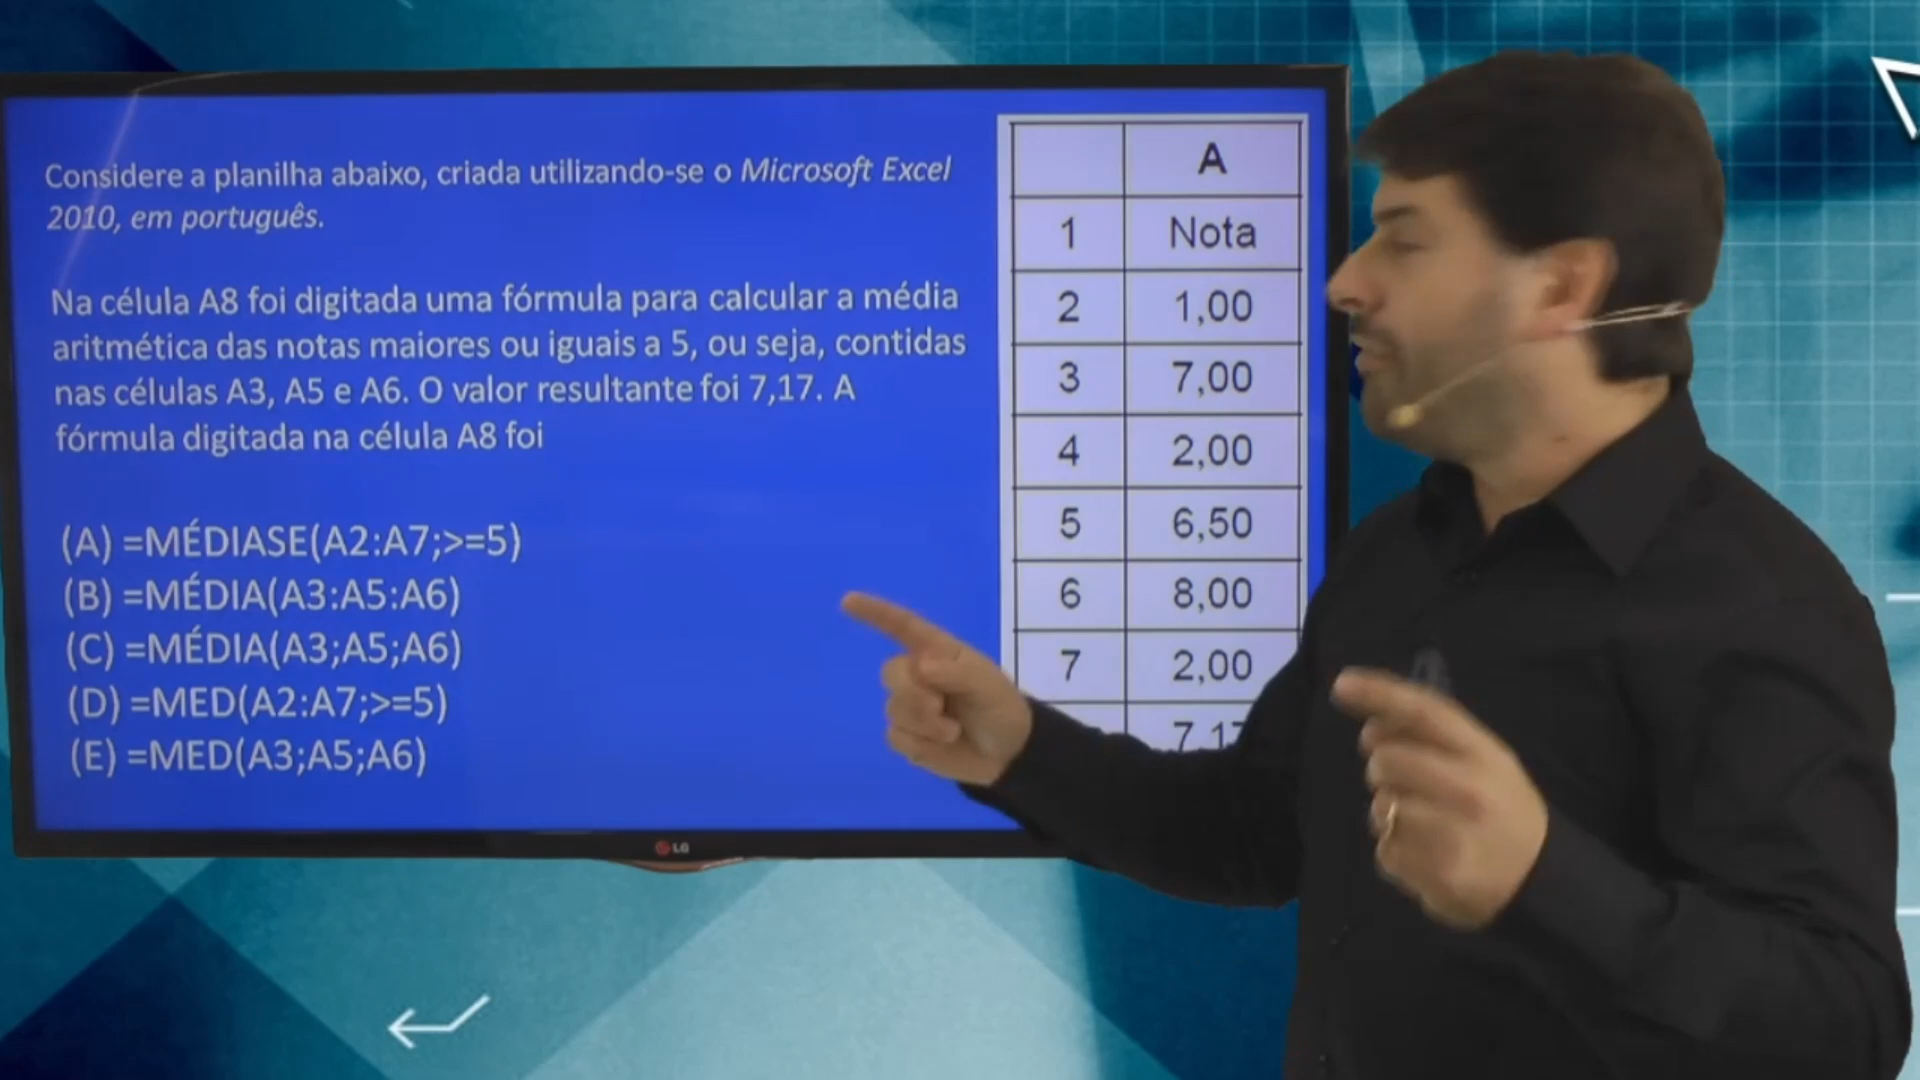 Considere a planilha abaixo, criada utilizando-se o Microsoft Excel
2010, em português.
Na célula A8 foi digitada uma fórmula para calcular a média
aritmética das notas maiores ou iguais a 5, ou seja, contidas
nas células A3, A5 e A6. O valor resultante foi 7,17. A
fórmula digitada na célula A8 foi
(A) =MÉDIASE(A2:A7;>=5)
(B) =MÉDIA(A3:A5:A6)
(C) =MÉDIA(A3;A5;A6)
(D) =MED(A2:A7;>=5)
(E) =MED(A3;A5;A6)
A
1 Nota
2 1,00
3 7,00
4 2,00
5 6,50
6 8,00
7 2,00
7,17
LG